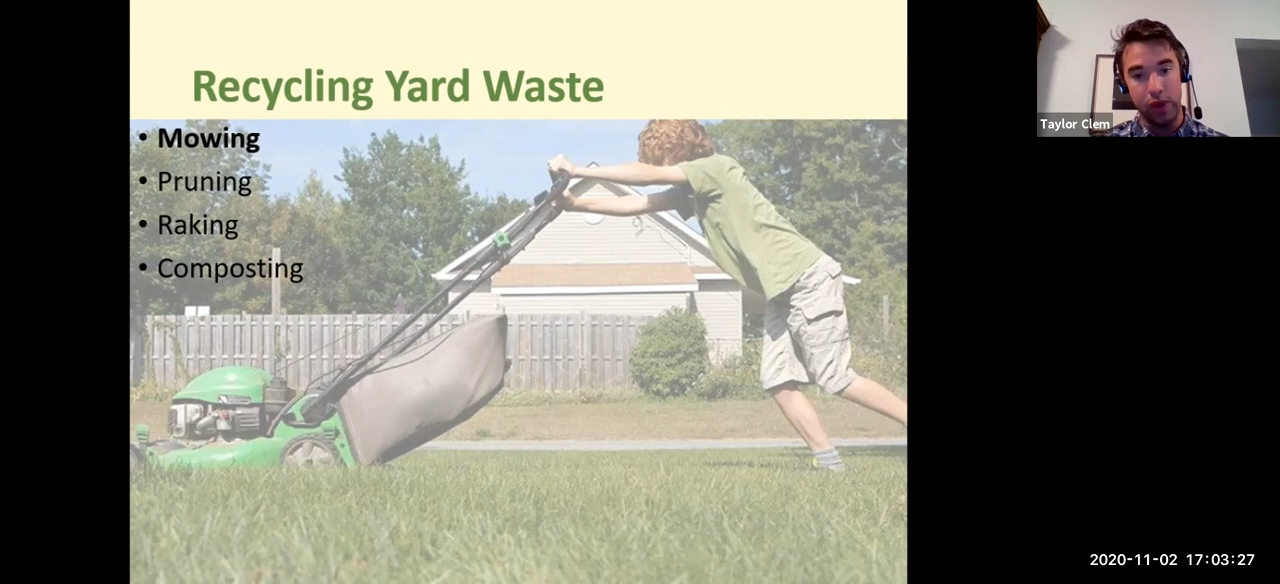 Recycling Yard Waste
• Mowing
• Pruning
• Raking
• Composting
Taylor Clem
2020-11-02 17:03:27